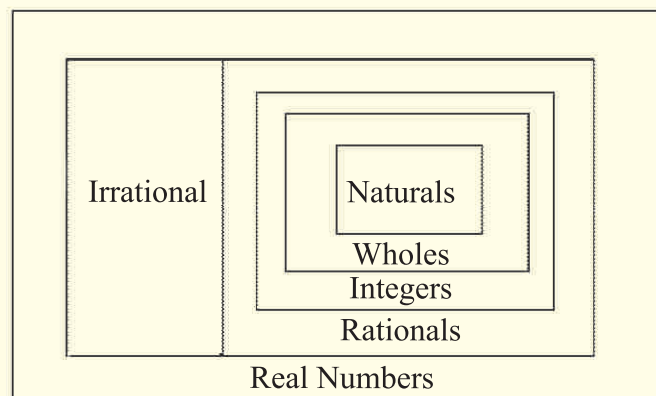 Irrational
Naturals
Wholes
Integers
Rationals
Real Numbers